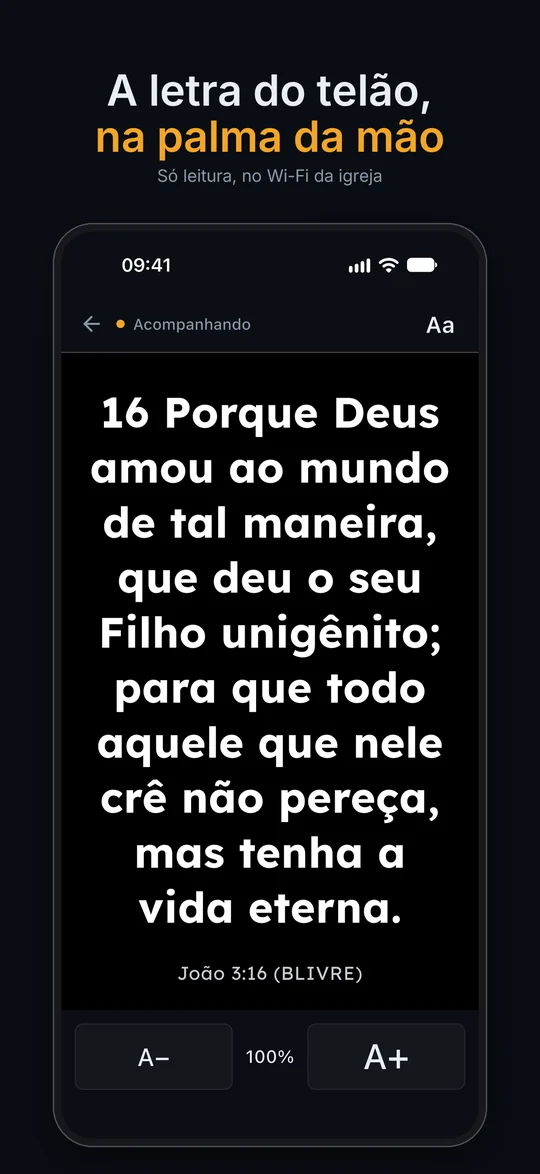 A letra do telão,
na palma da mão
Só leitura, no Wi-Fi da igreja
09:41
Acompanhando
Aa
16 Porque Deus
amou ao mundo
de tal maneira,
que deu o seu
Filho unigênito;
para que todo
aquele que nele
crê não pereça,
mas tenha a
vida eterna.
João 3:16 (BLIVRE)
A− 100% A+